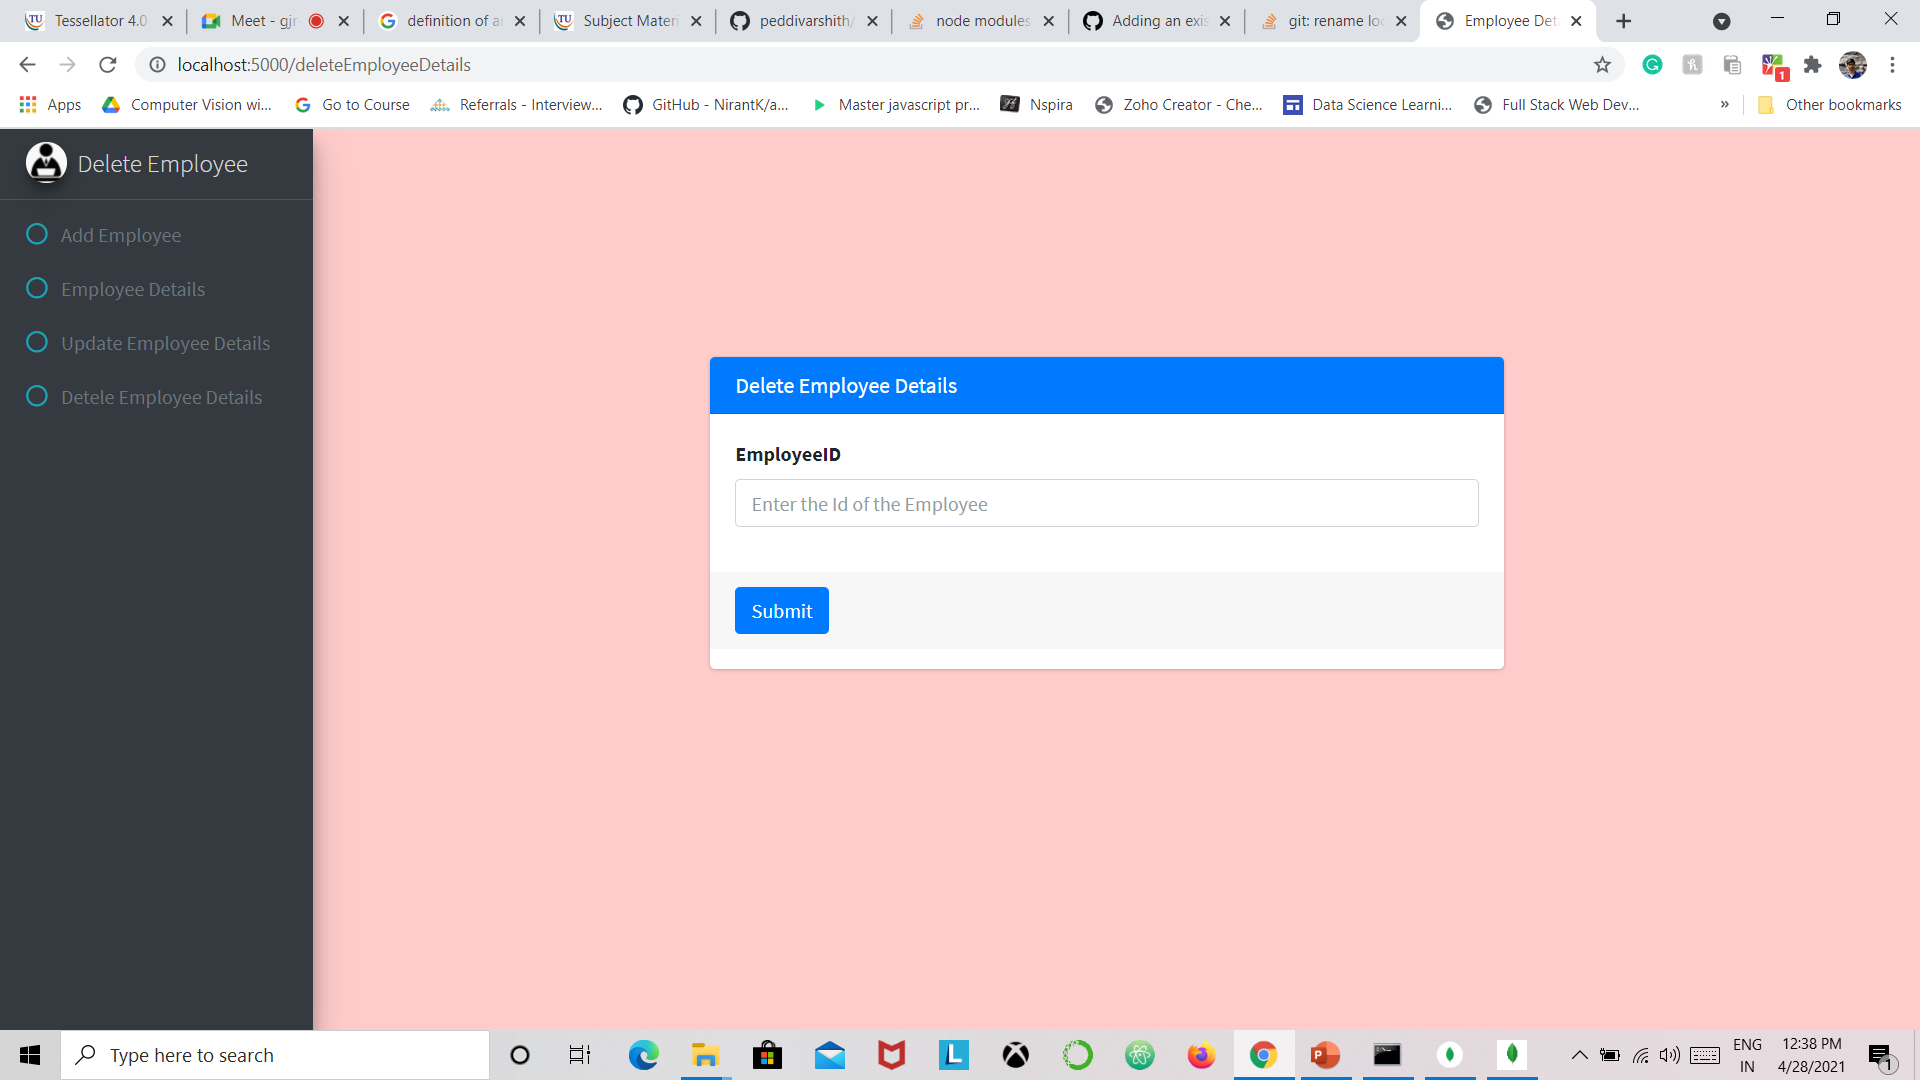 Tessellator 4.0
Meet - gjr
definition of a
Subject Materi
peddivarshith/
node modules
Adding an exis
git: rename loc
Employee Det
localhost:5000/deleteEmployeeDetails
Apps
Computer Vision wi...
Go to Course
Referrals - Interview...
GitHub - NirantK/a...
Master javascript pr...
Nspira
Zoho Creator - Che...
Data Science Learni...
Full Stack Web Dev...
»
Other bookmarks
Delete Employee
Add Employee
Employee Details
Update Employee Details
Detele Employee Details
Delete Employee Details
EmployeeID
Enter the Id of the Employee
Submit
Type here to search
ENG
IN
12:38 PM
4/28/2021
1